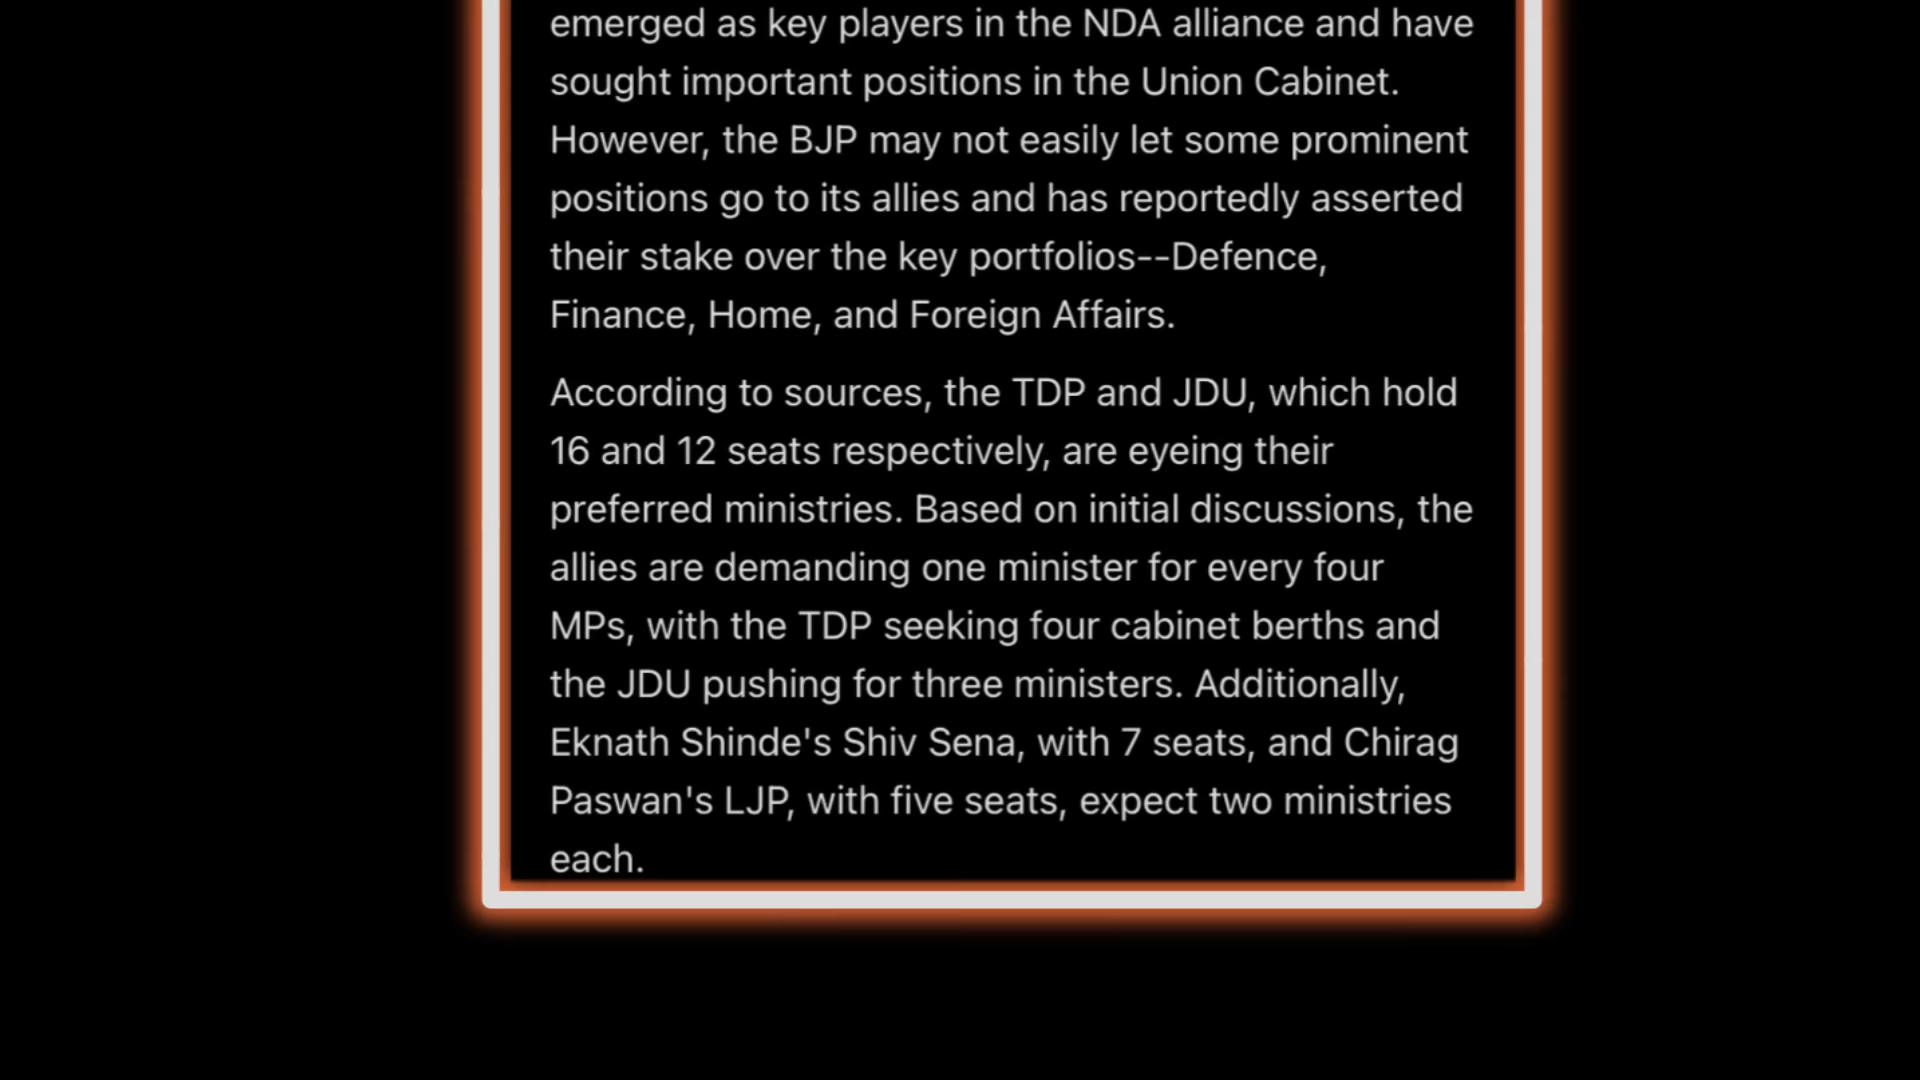 emerged as key players in the NDA alliance and have
sought important positions in the Union Cabinet.
However, the BJP may not easily let some prominent
positions go to its allies and has reportedly asserted
their stake over the key portfolios--Defence,
Finance, Home, and Foreign Affairs.
According to sources, the TDP and JDU, which hold
16 and 12 seats respectively, are eyeing their
preferred ministries. Based on initial discussions, the
allies are demanding one minister for every four
MPs, with the TDP seeking four cabinet berths and
the JDU pushing for three ministers. Additionally,
Eknath Shinde's Shiv Sena, with 7 seats, and Chirag
Paswan's LJP, with five seats, expect two ministries
each.